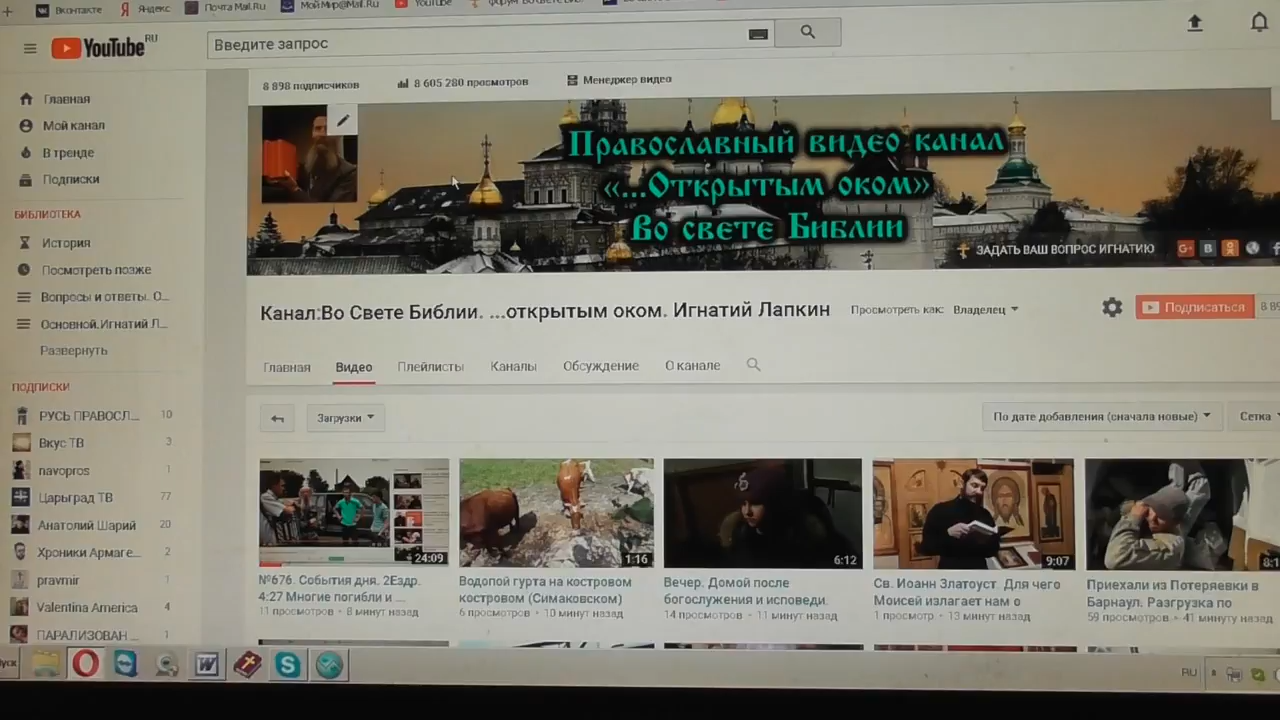 Вконтакте Яндекс Почта Mail.Ru МойМир@Mail.Ru YouTube
YouTube RU
Введите запрос
8 898 подписчиков 8 605 280 просмотров Менеджер видео
Главная
Мой канал
В тренде
Подписки
БИБЛИОТЕКА
История
Посмотреть позже
Вопросы и ответы. О...
Основной.Игнатий Л...
Развернуть
ПОДПИСКИ
РУСЬ ПРАВОСЛ... 10
Вкус ТВ 3
navopros 1
Царьград ТВ 77
Анатолий Шарий 20
Хроники Армаге... 2
pravmir 1
Valentina America 4
ПАРАЛИЗОВАН ... 1
Православный видео канал
«...Открытым оком»
Во свете Библии
ЗАДАТЬ ВАШ ВОПРОС ИГНАТИЮ
Канал:Во Свете Библии. ...открытым оком. Игнатий Лапкин
Просмотреть как: Владелец
Подписаться
Главная Видео Плейлисты Каналы Обсуждение О канале
Загрузки
По дате добавления (сначала новые) Сетка
24:09
№676. События дня. 2Ездр.
4:27 Многие погибли и ...
11 просмотров • 8 минут назад
1:16
Водопой гурта на костровом
костровом (Симаковском)
6 просмотров • 10 минут назад
6:12
Вечер. Домой после
богослужения и исповеди.
14 просмотров • 11 минут назад
9:07
Св. Иоанн Златоуст. Для чего
Моисей излагает нам о
1 просмотр • 13 минут назад
Приехали из Потеряевки в
Барнаул. Разгрузка по
59 просмотров • 41 минуту назад
RU